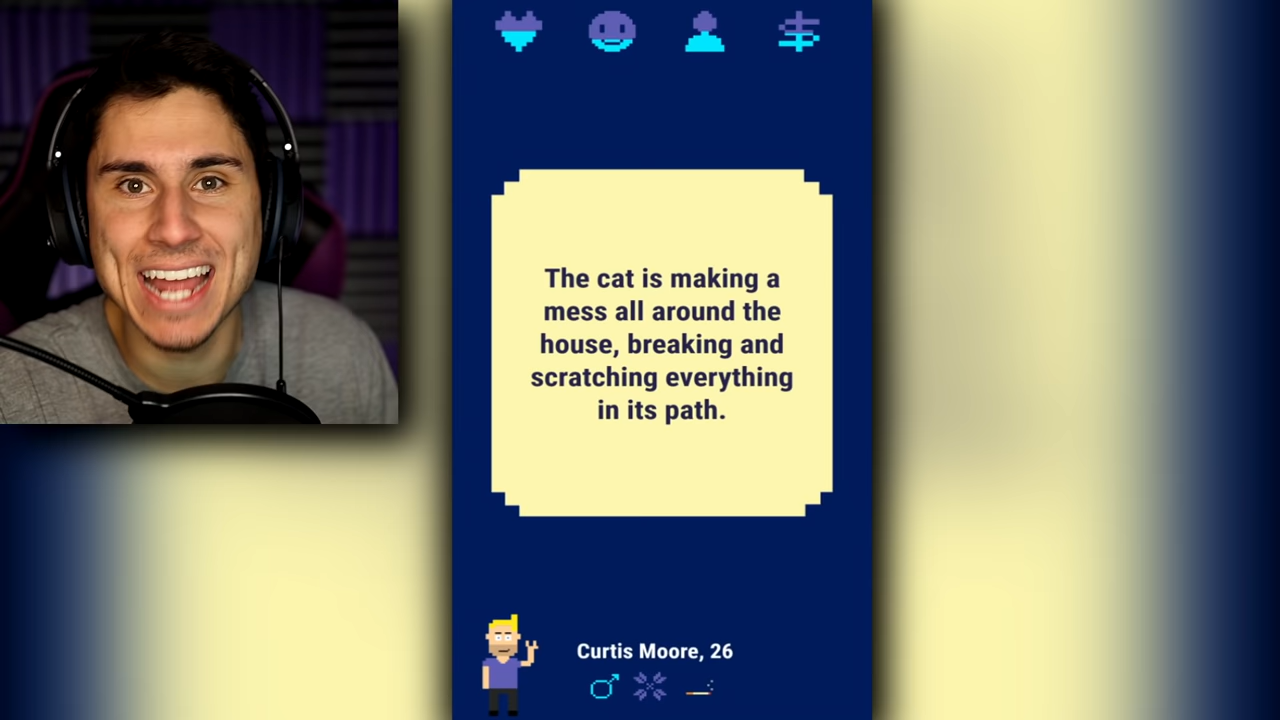 The cat is making a
mess all around the
house, breaking and
scratching everything
in its path.
Curtis Moore, 26